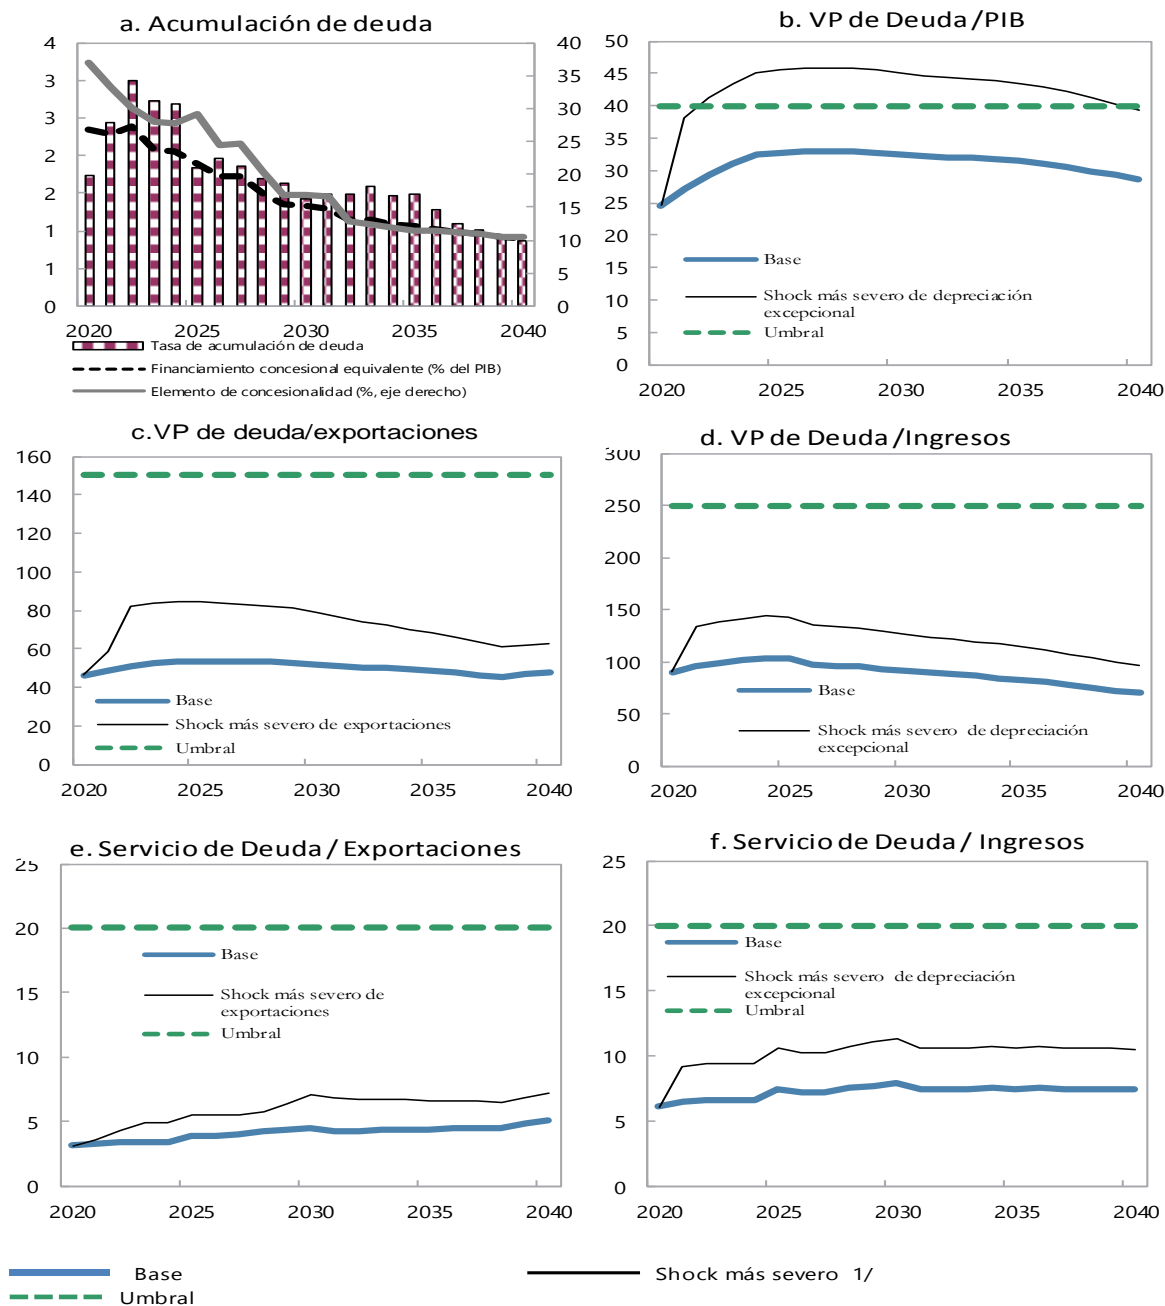 a. Acumulación de deuda
4
3
3
2
2
1
1
0
40
35
30
25
20
15
10
5
0
2020 2025 2030 2035 2040
Tasa de acumulación de deuda
Financiamiento concesional equivalente (% del PIB)
Elemento de concesionalidad (%, eje derecho)
b. VP de Deuda /PIB
50
45
40
35
30
25
20
15
10
5
0
Base
Shock más severo de depreciación
excepcional
Umbral
2020 2025 2030 2035 2040
c.VP de deuda/exportaciones
160
140
120
100
80
60
40
20
0
Base
Shock más severo de exportaciones
Umbral
2020 2025 2030 2035 2040
d. VP de Deuda /Ingresos
300
250
200
150
100
50
0
Base
Shock más severo de depreciación
excepcional
2020 2025 2030 2035 2040
e. Servicio de Deuda / Exportaciones
25
20
15
10
5
0
Base
Shock más severo de
exportaciones
Umbral
2020 2025 2030 2035 2040
f. Servicio de Deuda / Ingresos
25
20
15
10
5
0
Base
Shock más severo de depreciación
excepcional
Umbral
2020 2025 2030 2035 2040
Base
Shock más severo 1/
Umbral